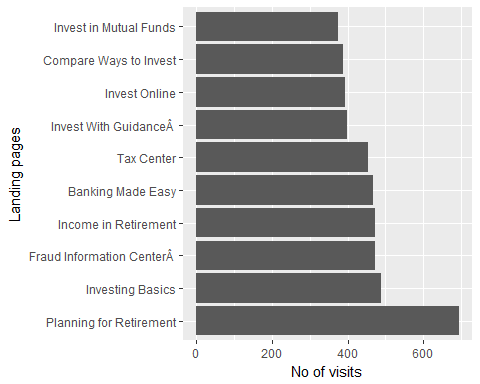 Invest in Mutual Funds
Compare Ways to Invest
Invest Online
Invest With GuidanceÂ
Tax Center
Banking Made Easy
Income in Retirement
Fraud Information CenterÂ
Investing Basics
Planning for Retirement
Landing pages
0 200 400 600
No of visits